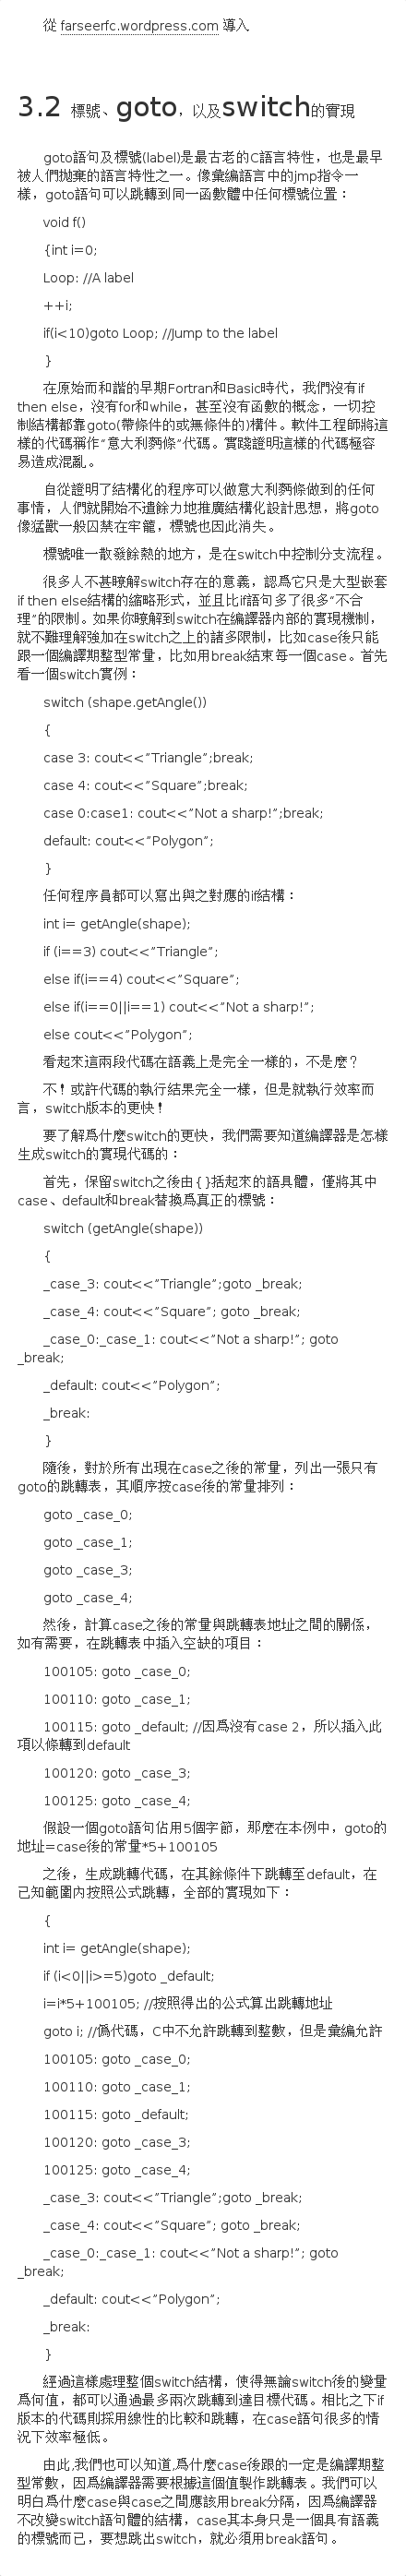 從 farseerfc.wordpress.com 導入
3.2 標號、goto，以及switch的實現
goto語句及標號(label)是最古老的C語言特性，也是最早
被人們拋棄的語言特性之一。像彙編語言中的jmp指令一
樣，goto語句可以跳轉到同一函數體中任何標號位置：
void f()
{int i=0;
Loop: //A label
++i;
if(i<10)goto Loop; //Jump to the label
}
在原始而和諧的早期Fortran和Basic時代，我們沒有if
then else，沒有for和while，甚至沒有函數的概念，一切控
制結構都靠goto(帶條件的或無條件的)構件。軟件工程師將這
樣的代碼稱作“意大利麪條”代碼。實踐證明這樣的代碼極容
易造成混亂。
自從證明了結構化的程序可以做意大利麪條做到的任何
事情，人們就開始不遺餘力地推廣結構化設計思想，將goto
像猛獸一般囚禁在牢籠，標號也因此消失。
標號唯一散發餘熱的地方，是在switch中控制分支流程。
很多人不甚瞭解switch存在的意義，認爲它只是大型嵌套
if then else結構的縮略形式，並且比if語句多了很多“不合
理”的限制。如果你瞭解到switch在編譯器內部的實現機制，
就不難理解強加在switch之上的諸多限制，比如case後只能
跟一個編譯期整型常量，比如用break結束每一個case。首先
看一個switch實例：
switch (shape.getAngle())
{
case 3: cout<<”Triangle”;break;
case 4: cout<<”Square”;break;
case 0:case1: cout<<”Not a sharp!”;break;
default: cout<<”Polygon”;
}
任何程序員都可以寫出與之對應的if結構：
int i= getAngle(shape);
if (i==3) cout<<”Triangle”;
else if(i==4) cout<<”Square”;
else if(i==0||i==1) cout<<”Not a sharp!”;
else cout<<”Polygon”;
看起來這兩段代碼在語義上是完全一樣的，不是麼？
不！或許代碼的執行結果完全一樣，但是就執行效率而
言，switch版本的更快！
要了解爲什麼switch的更快，我們需要知道編譯器是怎樣
生成switch的實現代碼的：
首先，保留switch之後由{ }括起來的語具體，僅將其中
case、default和break替換爲真正的標號：
switch (getAngle(shape))
{
_case_3: cout<<”Triangle”;goto _break;
_case_4: cout<<”Square”; goto _break;
_case_0:_case_1: cout<<”Not a sharp!”; goto
_break;
_default: cout<<”Polygon”;
_break:
}
隨後，對於所有出現在case之後的常量，列出一張只有
goto的跳轉表，其順序按case後的常量排列：
goto _case_0;
goto _case_1;
goto _case_3;
goto _case_4;
然後，計算case之後的常量與跳轉表地址之間的關係，
如有需要，在跳轉表中插入空缺的項目：
100105: goto _case_0;
100110: goto _case_1;
100115: goto _default; //因爲沒有case 2，所以插入此
項以條轉到default
100120: goto _case_3;
100125: goto _case_4;
假設一個goto語句佔用5個字節，那麼在本例中，goto的
地址=case後的常量*5+100105
之後，生成跳轉代碼，在其餘條件下跳轉至default，在
已知範圍內按照公式跳轉，全部的實現如下：
{
int i= getAngle(shape);
if (i<0||i>=5)goto _default;
i=i*5+100105; //按照得出的公式算出跳轉地址
goto i; //僞代碼，C中不允許跳轉到整數，但是彙編允許
100105: goto _case_0;
100110: goto _case_1;
100115: goto _default;
100120: goto _case_3;
100125: goto _case_4;
_case_3: cout<<”Triangle”;goto _break;
_case_4: cout<<”Square”; goto _break;
_case_0:_case_1: cout<<”Not a sharp!”; goto
_break;
_default: cout<<”Polygon”;
_break:
}
經過這樣處理整個switch結構，使得無論switch後的變量
爲何值，都可以通過最多兩次跳轉到達目標代碼。相比之下if
版本的代碼則採用線性的比較和跳轉，在case語句很多的情
況下效率極低。
由此,我們也可以知道,爲什麼case後跟的一定是編譯期整
型常數，因爲編譯器需要根據這個值製作跳轉表。我們可以
明白爲什麼case與case之間應該用break分隔，因爲編譯器
不改變switch語句體的結構，case其本身只是一個具有語義
的標號而已，要想跳出switch，就必須用break語句。